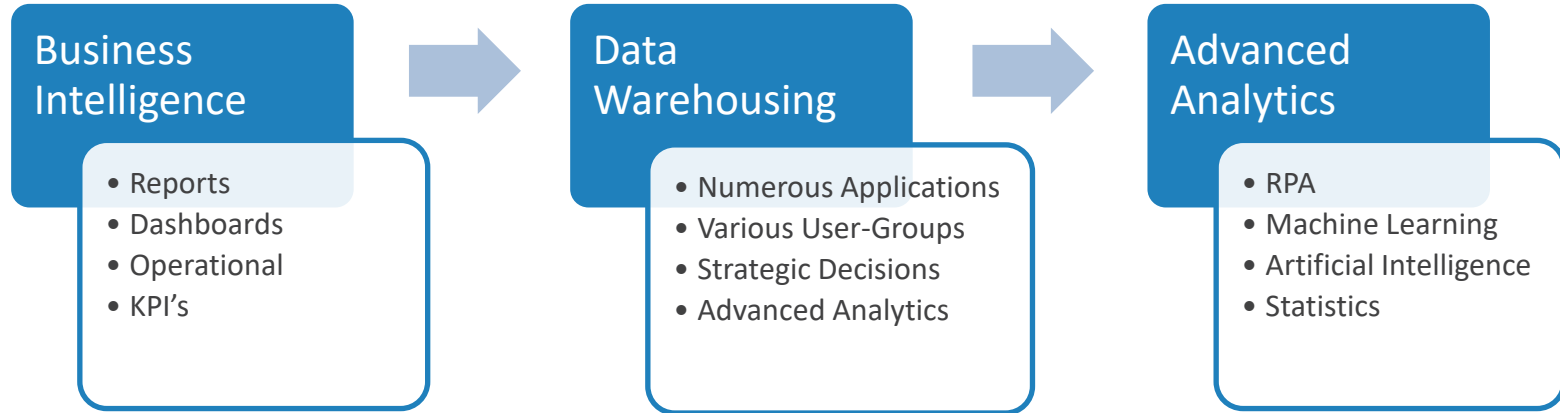 Business
Intelligence
• Reports
• Dashboards
• Operational
• KPI’s
Data
Warehousing
• Numerous Applications
• Various User-Groups
• Strategic Decisions
• Advanced Analytics
Advanced
Analytics
• RPA
• Machine Learning
• Artificial Intelligence
• Statistics